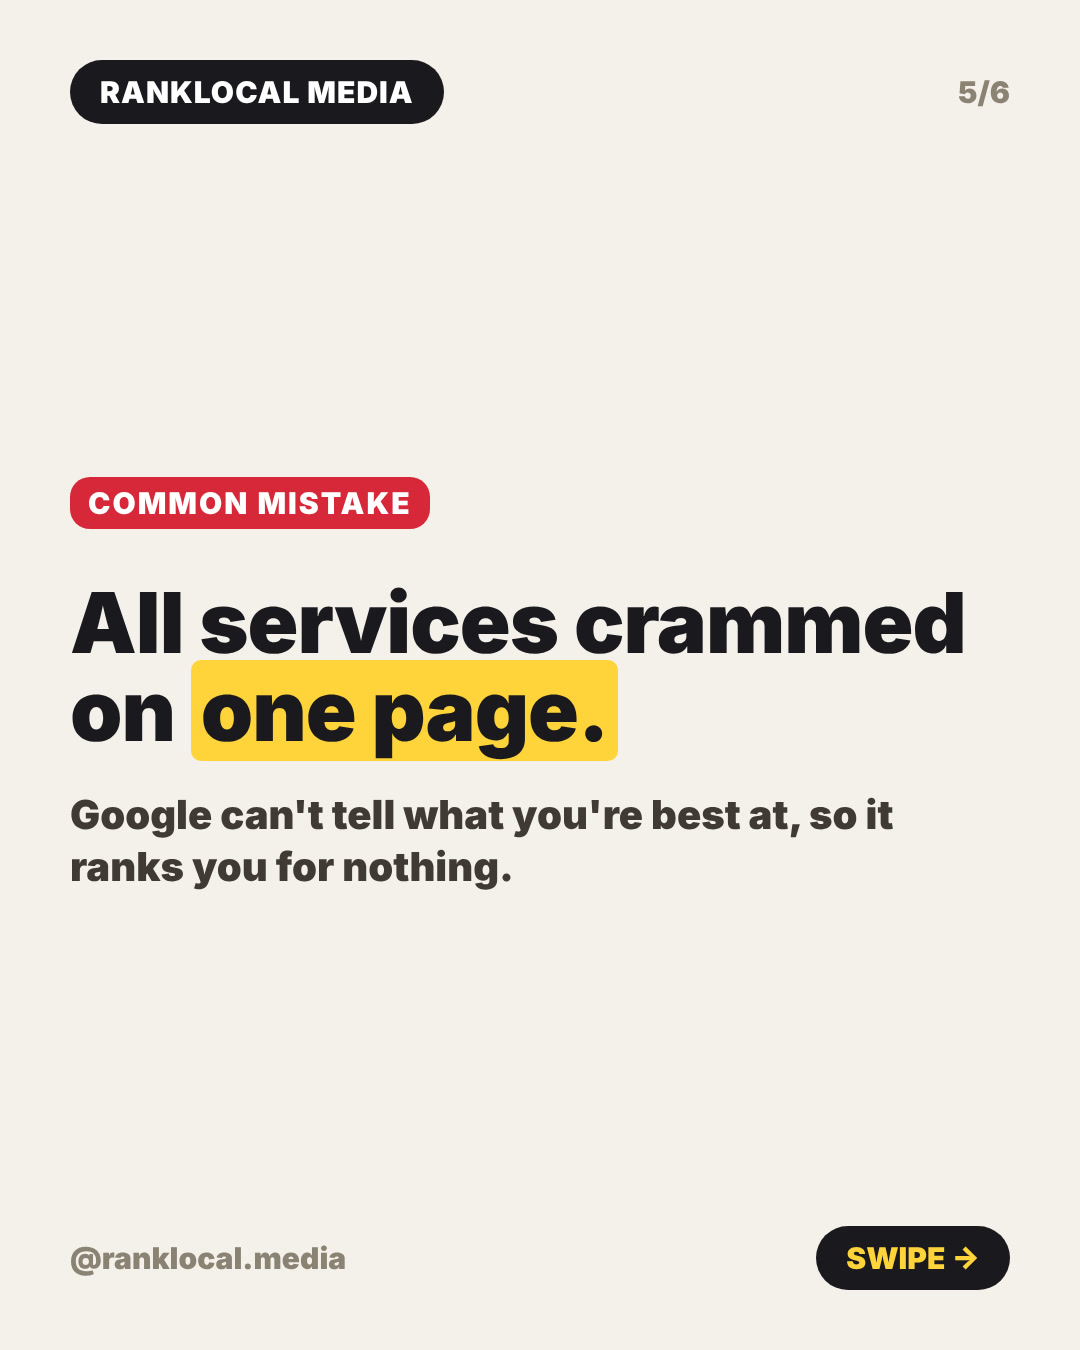 RANKLOCAL MEDIA
5/6
COMMON MISTAKE
All services crammed
on one page.
Google can't tell what you're best at, so it
ranks you for nothing.
@ranklocal.media
SWIPE →